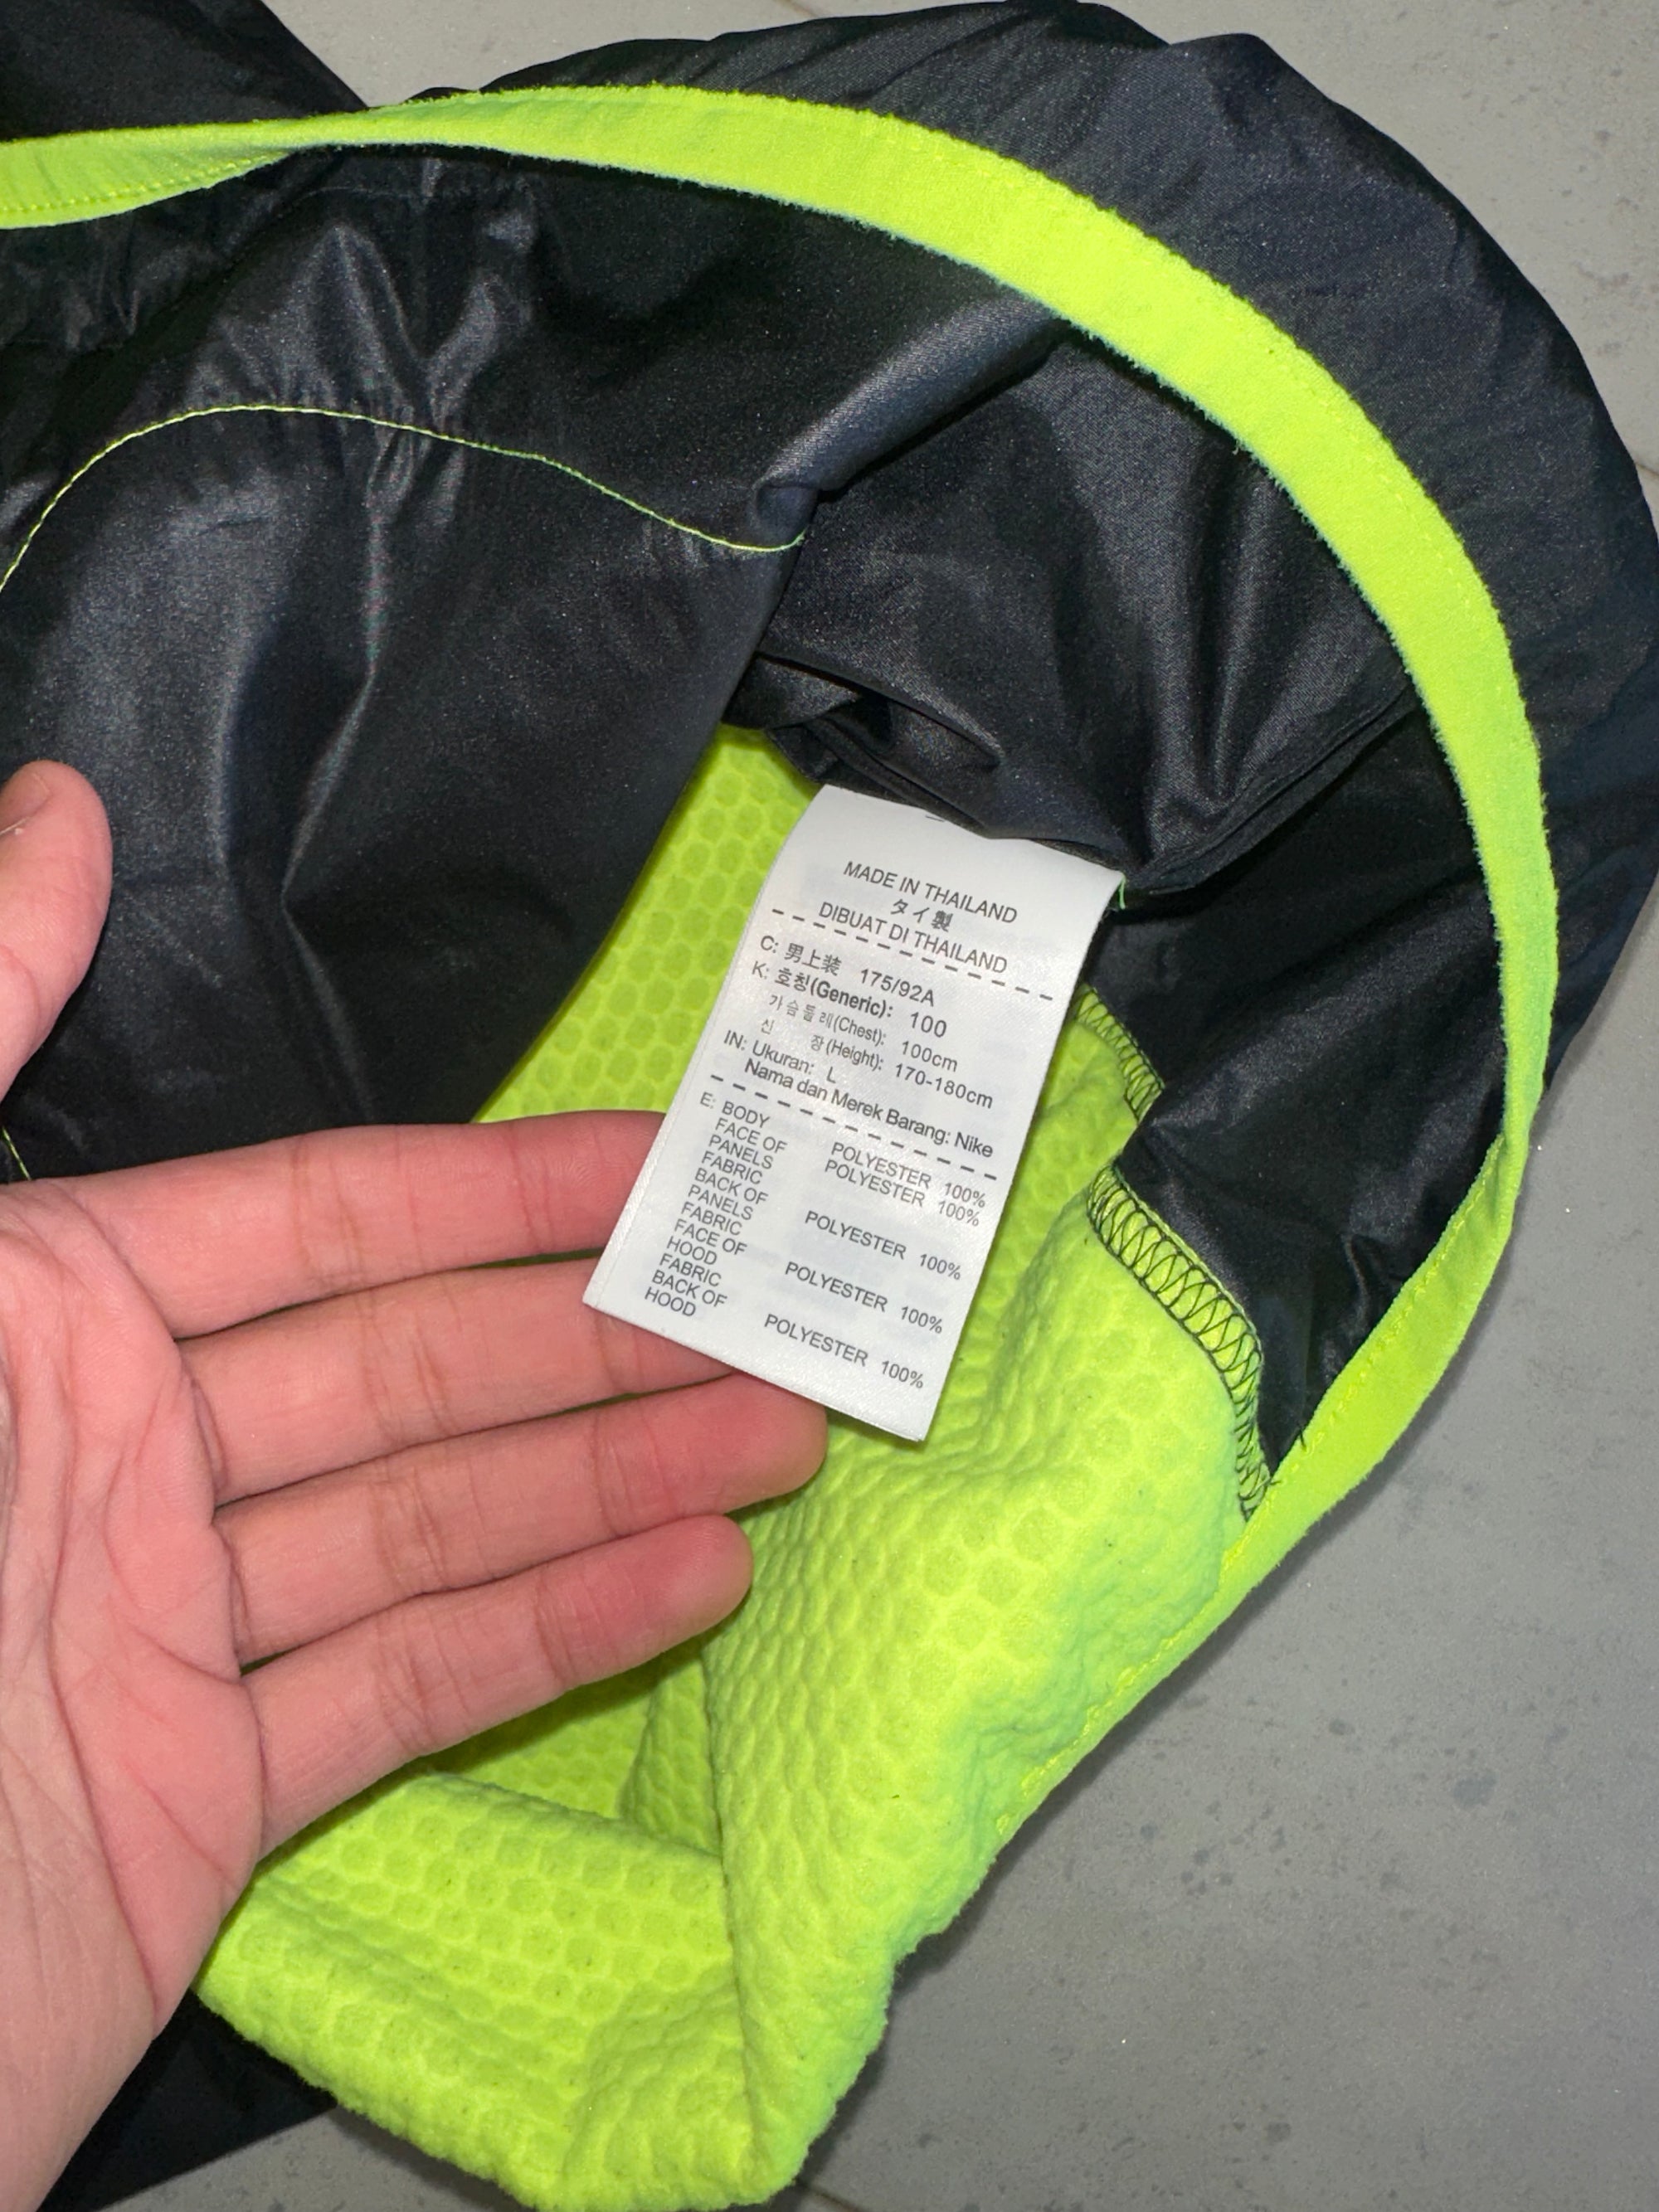 MADE IN THAILAND
タイ製
DIBUAT DI THAILAND
C: 男上装 175/92A
K: 호칭(Generic): 100
가슴둘레(Chest): 100cm
신 장(Height): 170-180cm
IN: Ukuran: L
Nama dan Merek Barang: Nike
E: BODY POLYESTER 100%
FACE OF POLYESTER 100%
PANELS
FABRIC
BACK OF POLYESTER 100%
PANELS
FABRIC
FACE OF POLYESTER 100%
HOOD
FABRIC
BACK OF POLYESTER 100%
HOOD